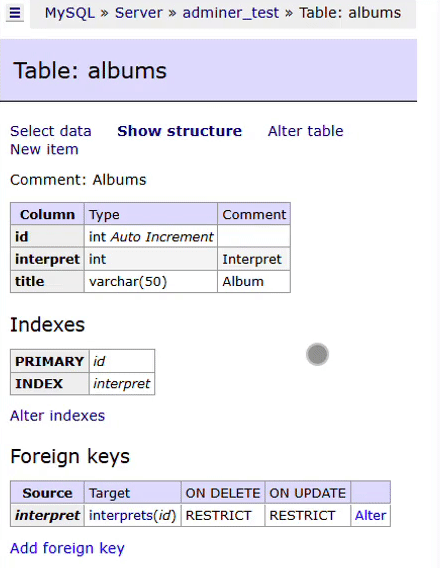 MySQL » Server » adminer_test » Table: albums
Table: albums
Select data Show structure Alter table
New item
Comment: Albums
Column Type Comment
id int Auto Increment
interpret int Interpret
title varchar(50) Album
Indexes
PRIMARY id
INDEX interpret
Alter indexes
Foreign keys
Source Target ON DELETE ON UPDATE
interpret interprets(id) RESTRICT RESTRICT Alter
Add foreign key